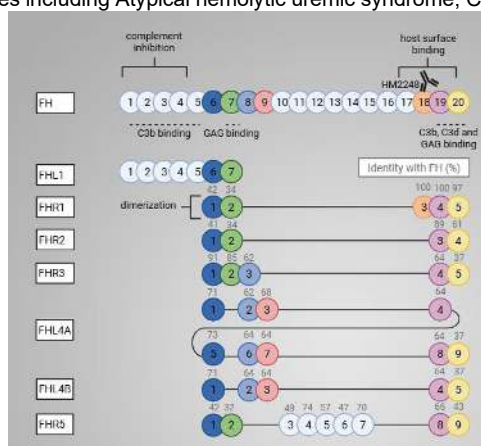 es including Atypical hemolytic uremic syndrome, C
complement
inhibition
host surface
binding
HM2248
FH 1 2 3 4 5 6 7 8 9 10 11 12 13 14 15 16 17 18 19 20
C3b binding GAG binding C3b, C3d and
GAG binding
Identity with FH (%)
FHL1 1 2 3 4 5 6 7
42 34 100 100 97
FHR1 dimerization 1 2 3 4 5
41 34 89 61
FHR2 1 2 3 4
91 85 62 64 37
FHR3 1 2 3 4 5
71 62 68 64
1 2 3 4
FHL4A
73 64 64 64 37
5 6 7 8 9
71 64 64 64 37
FHL4B 1 2 3 4 5
42 37 49 74 57 47 70 66 43
FHR5 1 2 3 4 5 6 7 8 9